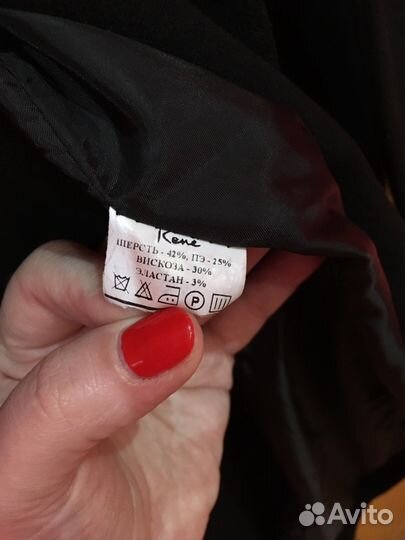 Rene
ШЕРСТЬ - 42%, ПЭ - 25%
ВИСКОЗА - 30%
ЭЛАСТАН - 3%
P
Avito